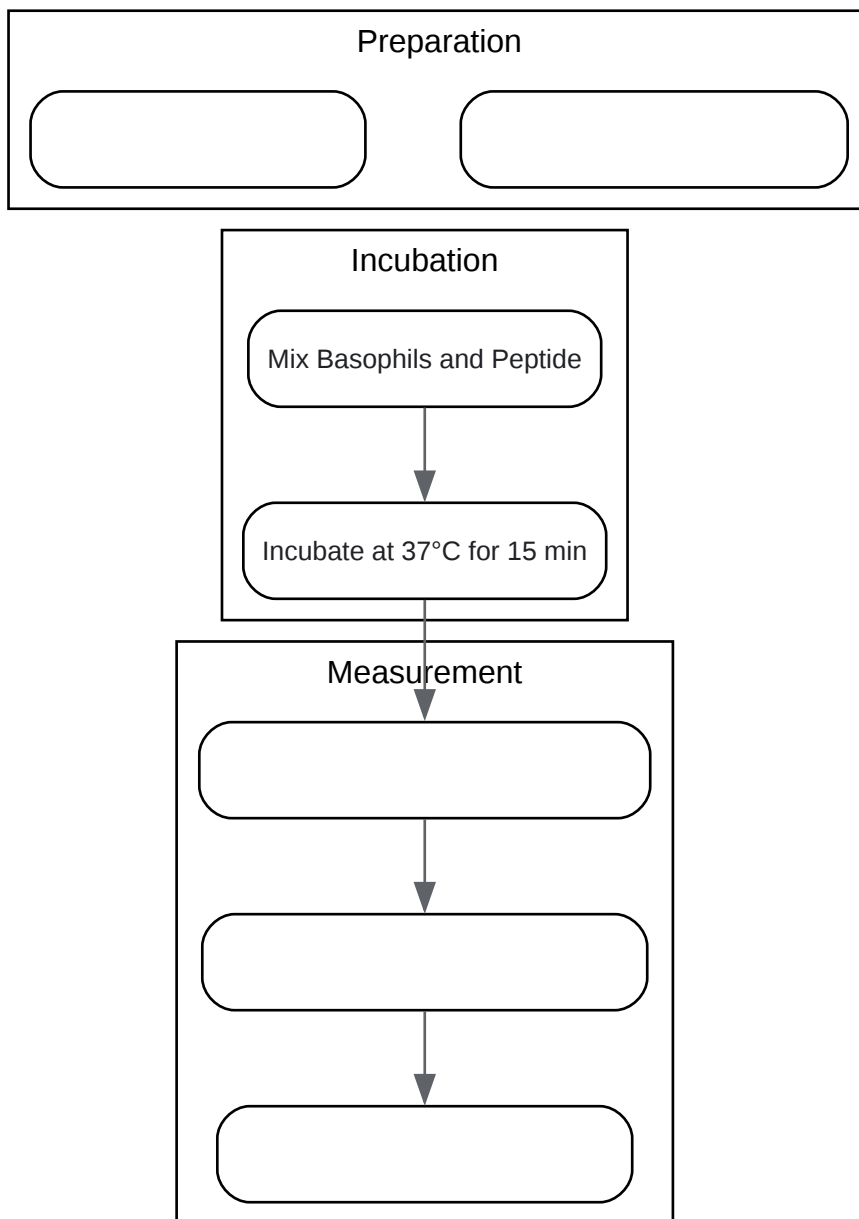 Preparation
Incubation
Mix Basophils and Peptide
Incubate at 37°C for 15 min
Measurement